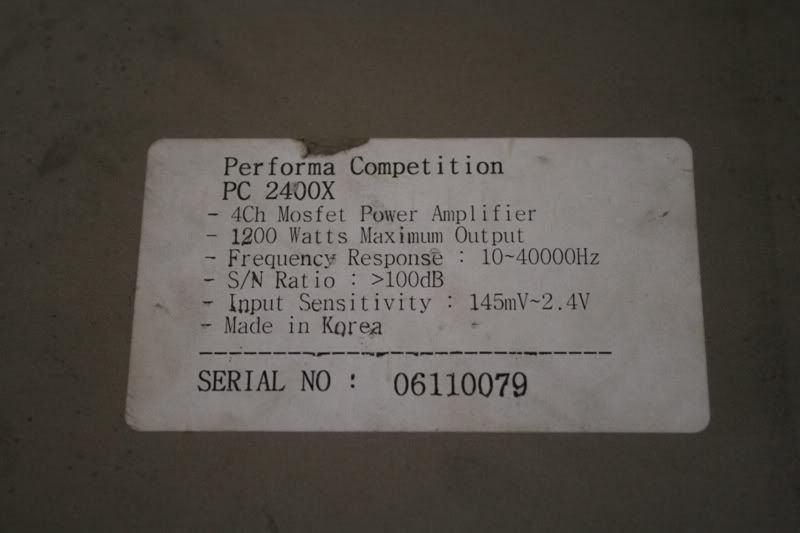 Performa Competition
PC 2400X
- 4Ch Mosfet Power Amplifier
- 1200 Watts Maximum Output
- Frequency Response : 10~40000Hz
- S/N Ratio : >100dB
- Input Sensitivity : 145mV~2.4V
- Made in Korea
--------------------------------
SERIAL NO : 06110079